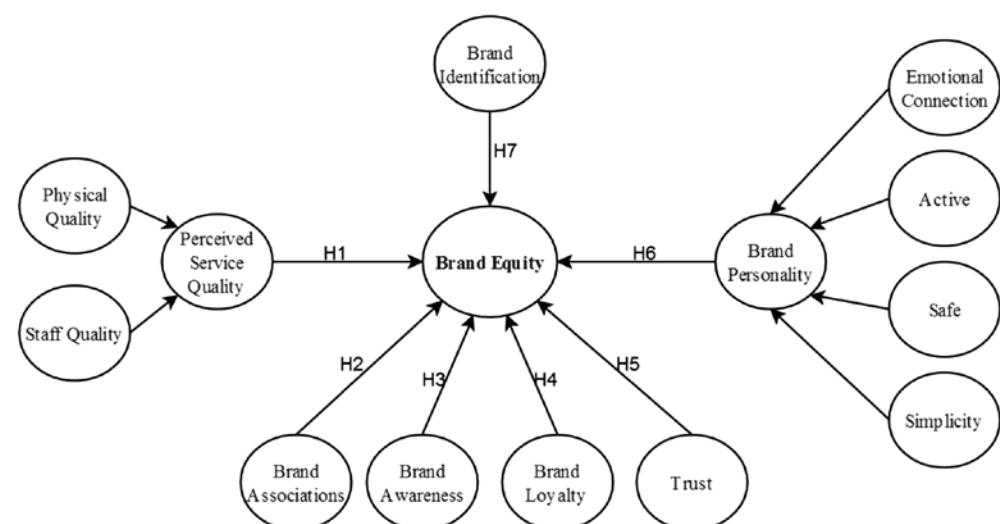 Brand
Identification
Emotional
Connection
H7
Physical
Quality
Active
Perceived
Service
Quality
H1
Brand Equity
H6
Brand
Personality
Staff Quality
Safe
H2
H3
H4
H5
Simplicity
Brand
Associations
Brand
Awareness
Brand
Loyalty
Trust